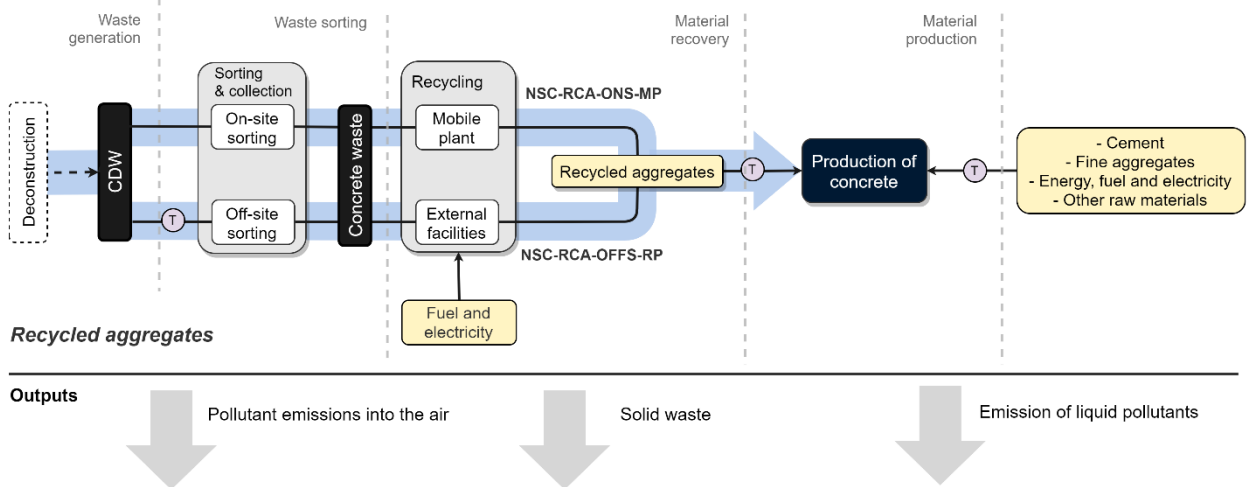 Waste
generation
Waste sorting
Material
recovery
Material
production
Deconstruction
CDW
Sorting
& collection
On-site
sorting
Off-site
sorting
T
Concrete waste
Recycling
Mobile
plant
External
facilities
NSC-RCA-ONS-MP
NSC-RCA-OFFS-RP
Recycled aggregates
T
Production of
concrete
T
- Cement
- Fine aggregates
- Energy, fuel and electricity
- Other raw materials
Fuel and
electricity
Recycled aggregates
Outputs
Pollutant emissions into the air
Solid waste
Emission of liquid pollutants